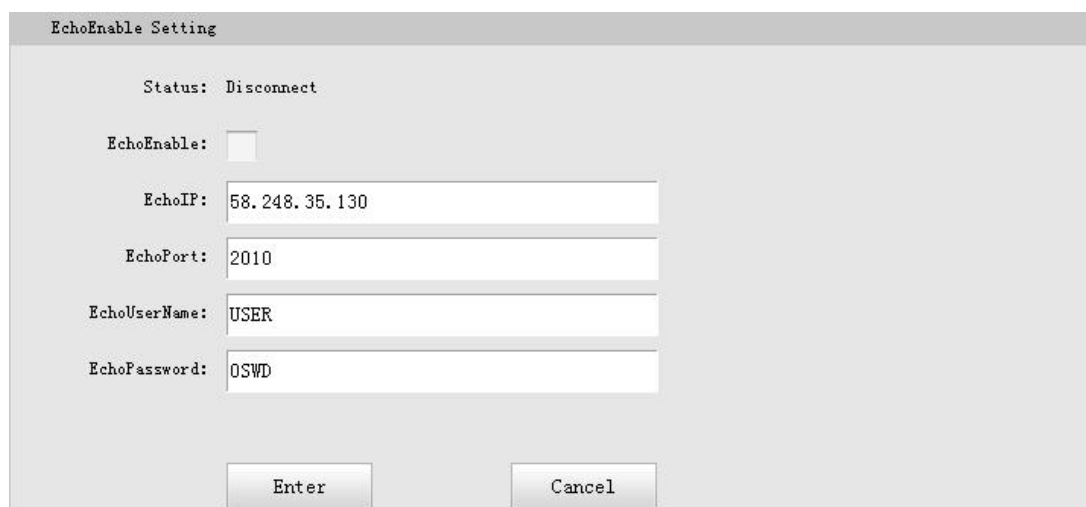 EchoEnable Setting
Status: Disconnect
EchoEnable:
EchoIP: 58.248.35.130
EchoPort: 2010
EchoUserName: USER
EchoPassword: OSWD
Enter Cancel